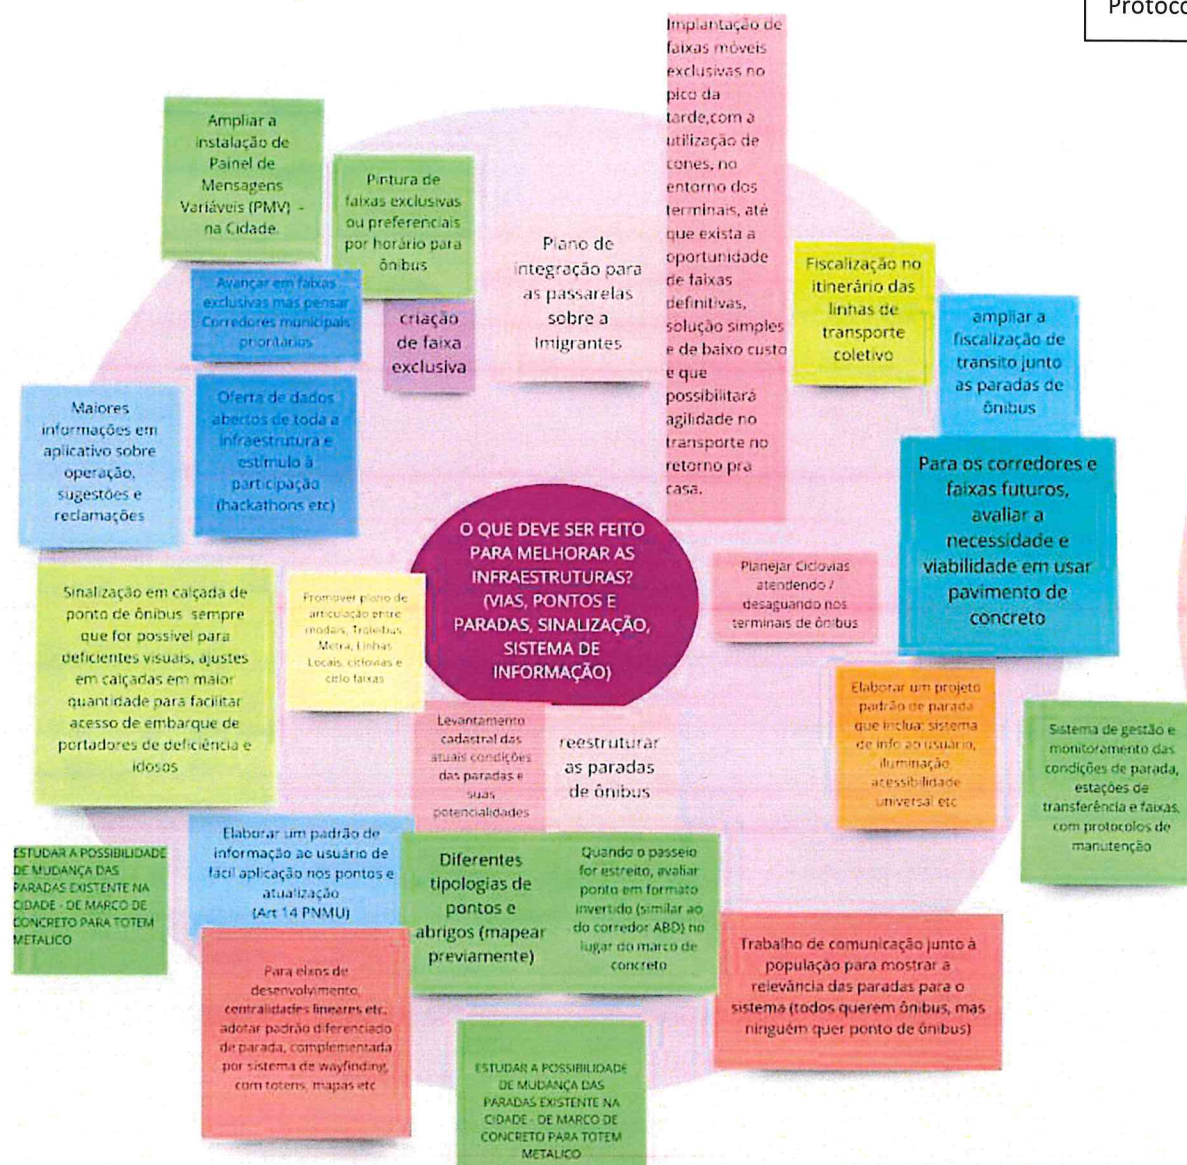 Protoco
Implantação de
faixas móveis
exclusivas no
pico da
tarde,com a
utilização de
cones, no
entorno dos
terminais, até
que exista a
oportunidade
de faixas
definitivas,
solução simples
e de baixo custo
e que
possibilitará
agilidade no
transporte no
retorno pra
casa.
Ampliar a
instalação de
Painel de
Mensagens
Variáveis (PMV) -
na Cidade.
Pintura de
faixas exclusivas
ou preferenciais
por horário para
ônibus
Plano de
integração para
as passarelas
sobre a
Imigrantes
Fiscalização no
itinerário das
linhas de
transporte
coletivo
Avançar em faixas
exclusivas mas pensar
Corredores municipais
prioritários
criação
de faixa
exclusiva
ampliar a
fiscalização de
transito junto
as paradas de
ônibus
Maiores
informações em
aplicativo sobre
operação,
sugestões e
reclamações
Oferta de dados
abertos de toda a
infraestrutura e
estímulo à
participação
(hackathons etc)
Para os corredores e
faixas futuros,
avaliar a
necessidade e
viabilidade em usar
pavimento de
concreto
O QUE DEVE SER FEITO
PARA MELHORAR AS
INFRAESTRUTURAS?
(VIAS, PONTOS E
PARADAS, SINALIZAÇÃO,
SISTEMA DE
INFORMAÇÃO)
Planejar Ciclovias
atendendo /
desaguando nos
terminais de ônibus
Sinalização em calçada de
ponto de ônibus sempre
que for possível para
deficientes visuais, ajustes
em calçadas em maior
quantidade para facilitar
acesso de embarque de
portadores de deficiência e
idosos
Promover plano de
articulação entre
modais, Trolebus
Metra, Linhas
Locais, ciclovias e
ciclo faixas
Elaborar um projeto
padrão de parada
que inclua: sistema
de info ao usuário,
iluminação,
acessibilidade
universal etc
Sistema de gestão e
monitoramento das
condições de parada,
estações de
transferência e faixas,
com protocolos de
manutenção
Levantamento
cadastral das
atuais condições
das paradas e
suas
potencialidades
reestruturar
as paradas
de ônibus
ESTUDAR A POSSIBILIDADE
DE MUDANÇA DAS
PARADAS EXISTENTE NA
CIDADE - DE MARCO DE
CONCRETO PARA TOTEM
METALICO
Elaborar um padrão de
informação ao usuário de
fácil aplicação nos pontos e
atualização
(Art 14 PNMU)
Diferentes
tipologias de
pontos e
abrigos (mapear
previamente)
Quando o passeio
for estreito, avaliar
ponto em formato
invertido (similar ao
do corredor ABD) no
lugar do marco de
concreto
Trabalho de comunicação junto à
população para mostrar a
relevância das paradas para o
sistema (todos querem ônibus, mas
ninguém quer ponto de ônibus)
Para eixos de
desenvolvimento,
centralidades lineares etc.
adotar padrão diferenciado
de parada, complementada
por sistema de wayfinding,
com totens, mapas etc
ESTUDAR A POSSIBILIDADE
DE MUDANÇA DAS
PARADAS EXISTENTE NA
CIDADE - DE MARCO DE
CONCRETO PARA TOTEM
METALICO